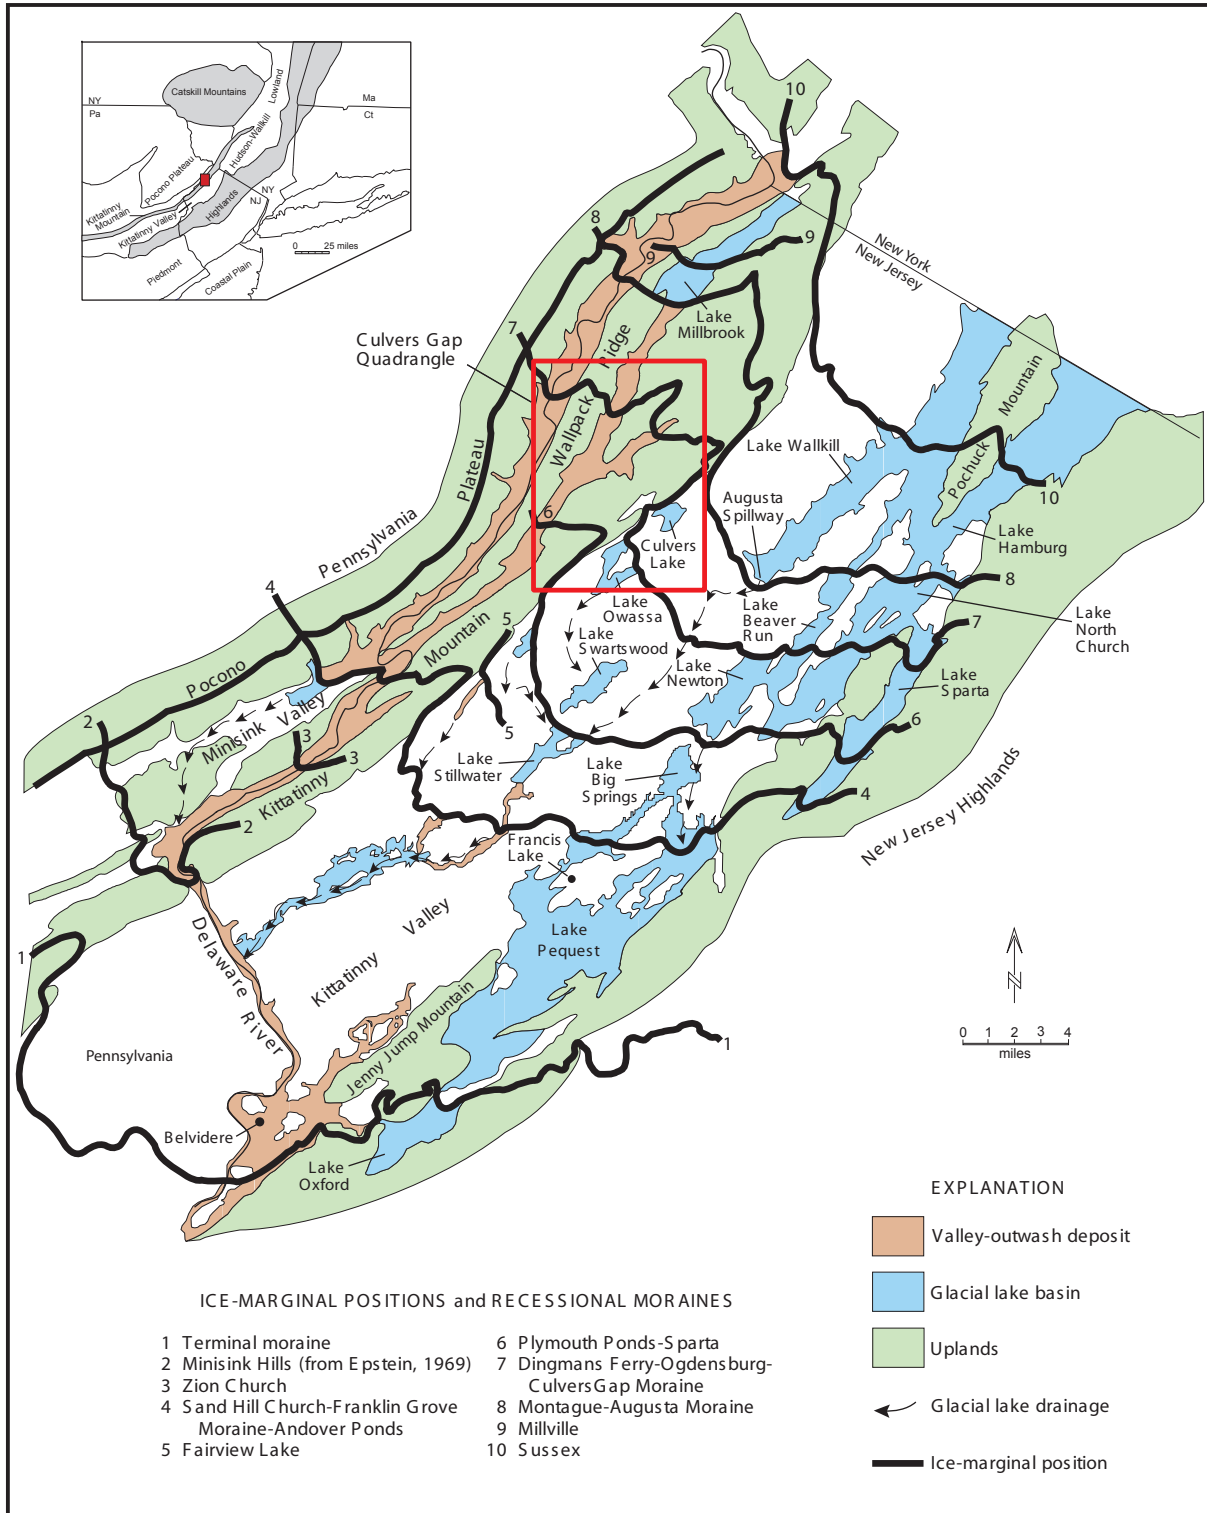 Catskill Mountains
NY
Pa
Ma
Ct
Lowland
Hudson-Wallkill
Pocono Plateau
Kittatinny
Mountain
Kittatinny Valley
Highlands
NY
NJ
Piedmont
Coastal Plain
0 25 miles
10
8
9
9
New York
New Jersey
Lake
Millbrook
7
Culvers Gap
Quadrangle
Wallpack Ridge
Mountain
Pochuck
Lake Wallkill
Augusta
Spillway
10
Lake
Hamburg
6
Culvers
Lake
Pennsylvania
Pocono Plateau
4
8
Lake
Owassa
Lake
Beaver
Run
Lake
North
Church
7
5
Mountain
Lake
Swartswood
Lake
Newton
Lake
Sparta
2
Minisink Valley
3
3
5
6
Lake
Stillwater
Lake
Big
Springs
4
Kittatinny
2
New Jersey Highlands
Francis
Lake
1
Delaware River
Kittatinny Valley
Lake
Pequest
Pennsylvania
Jenny Jump Mountain
1
0 1 2 3 4
miles
N
Belvidere
Lake
Oxford
EXPLANATION
Valley-outwash deposit
Glacial lake basin
Uplands
Glacial lake drainage
Ice-marginal position
ICE-MARGINAL POSITIONS and RECESSIONAL MORAINES
1 Terminal moraine
2 Minisink Hills (from Epstein, 1969)
3 Zion Church
4 Sand Hill Church-Franklin Grove
Moraine-Andover Ponds
5 Fairview Lake
6 Plymouth Ponds-Sparta
7 Dingmans Ferry-Ogdensburg-
CulversGap Moraine
8 Montague-Augusta Moraine
9 Millville
10 Sussex